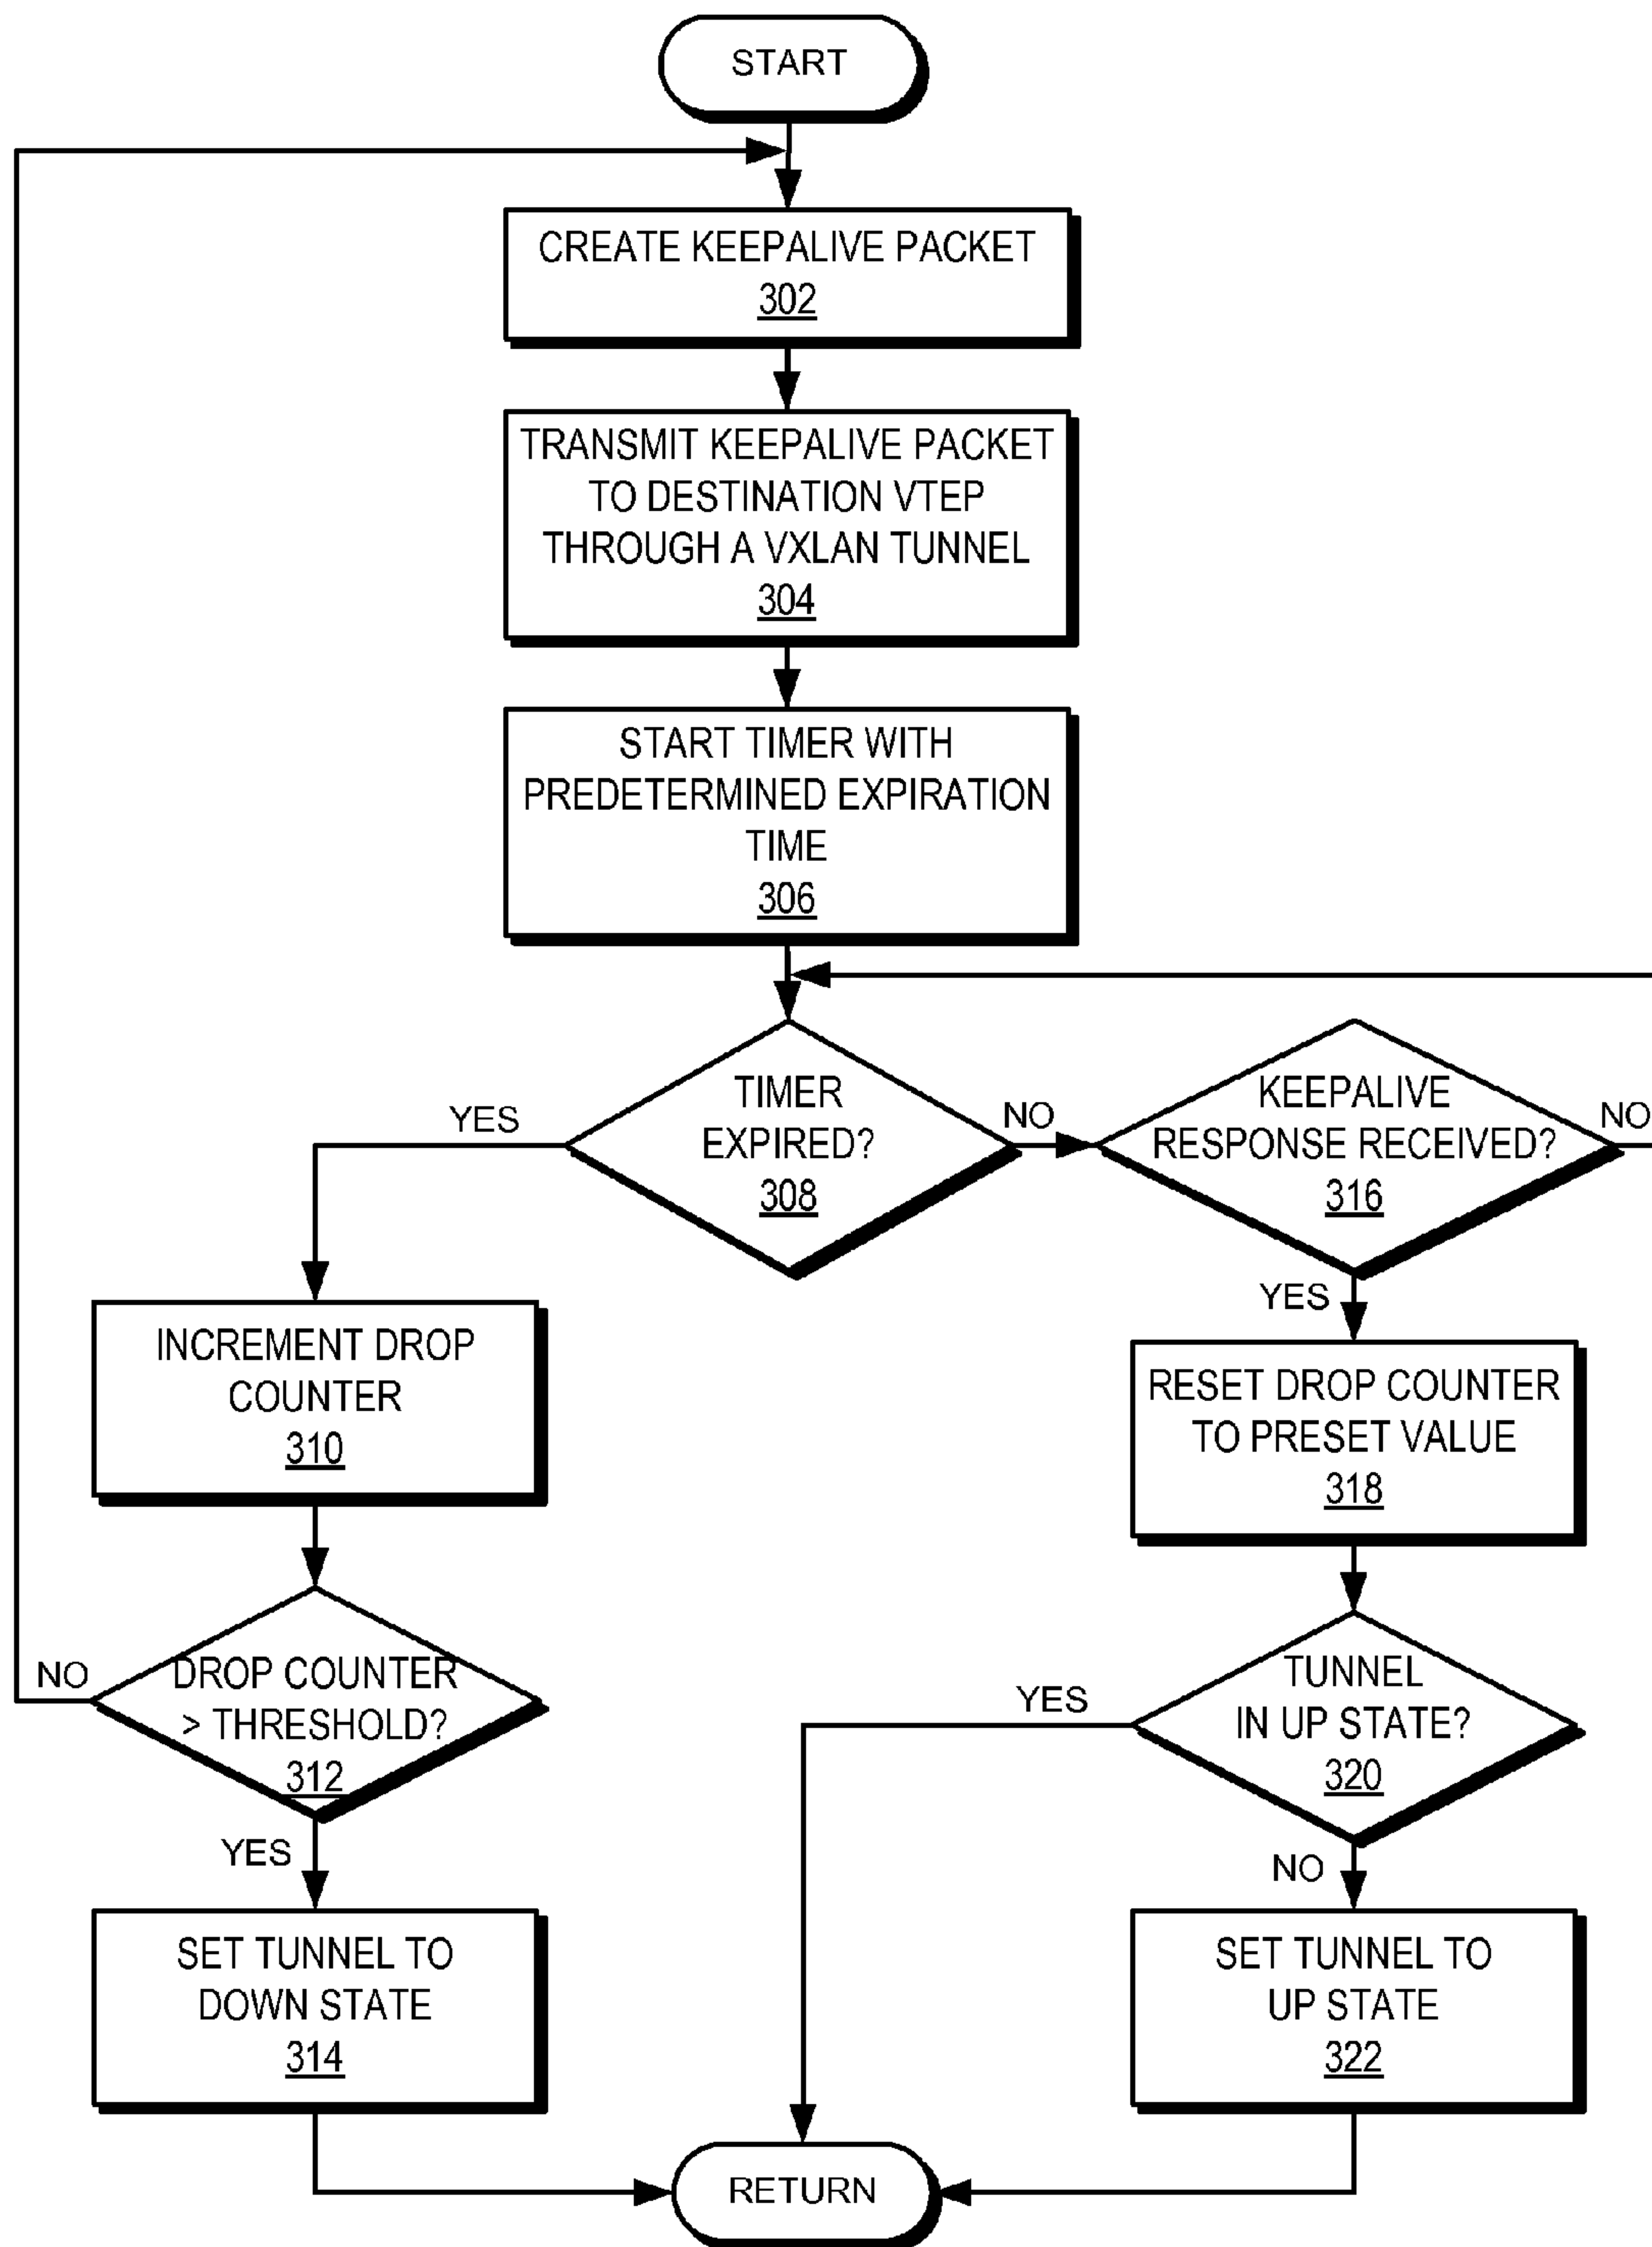 START
CREATE KEEPALIVE PACKET
302
TRANSMIT KEEPALIVE PACKET
TO DESTINATION VTEP
THROUGH A VXLAN TUNNEL
304
START TIMER WITH
PREDETERMINED EXPIRATION
TIME
306
TIMER
EXPIRED?
308
YES
NO
KEEPALIVE
RESPONSE RECEIVED?
316
NO
YES
INCREMENT DROP
COUNTER
310
RESET DROP COUNTER
TO PRESET VALUE
318
DROP COUNTER
> THRESHOLD?
312
NO
YES
TUNNEL
IN UP STATE?
320
YES
NO
SET TUNNEL TO
DOWN STATE
314
SET TUNNEL TO
UP STATE
322
RETURN